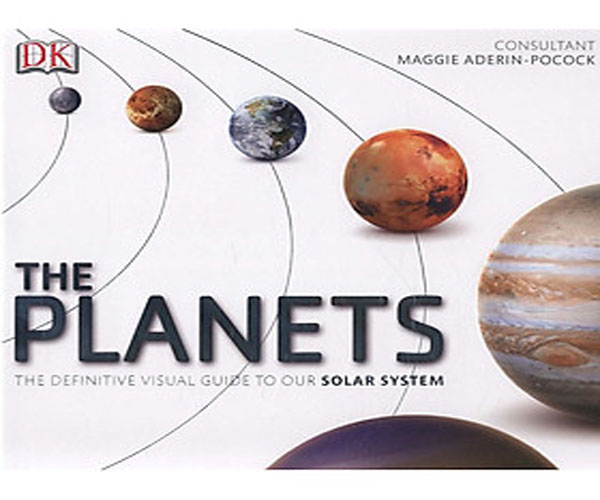 DK
CONSULTANT
MAGGIE ADERIN-POCOCK
THE
PLANETS
THE DEFINITIVE VISUAL GUIDE TO OUR SOLAR SYSTEM